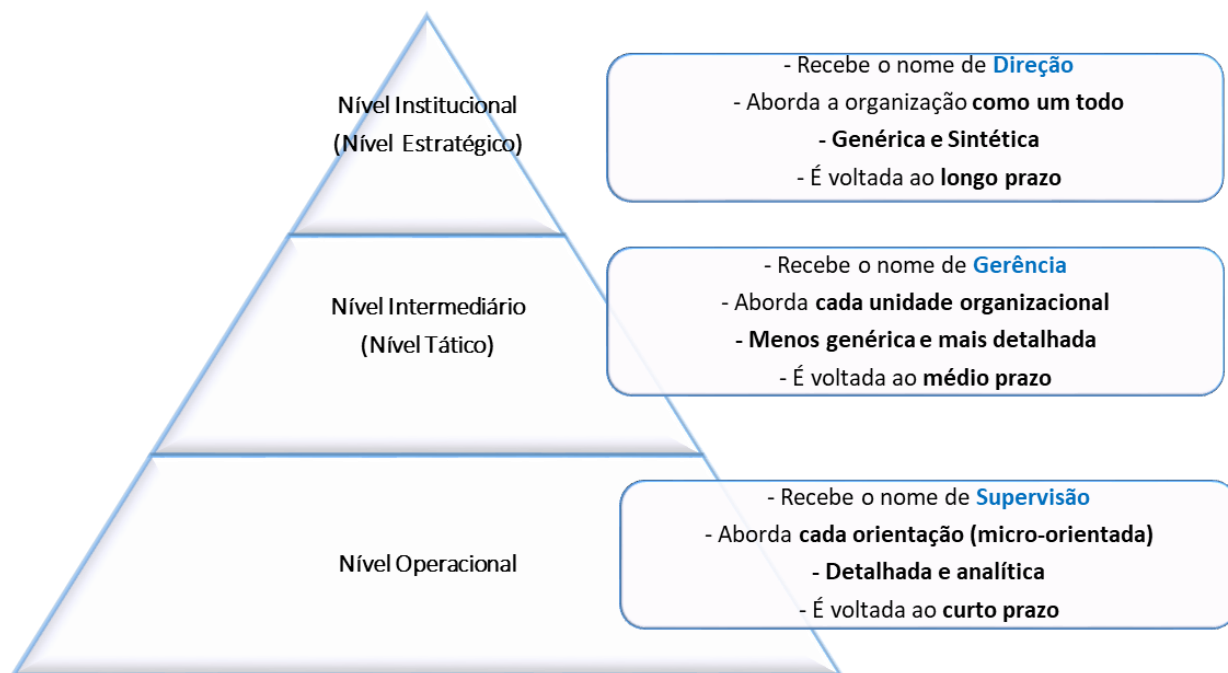 Nível Institucional
(Nível Estratégico)
- Recebe o nome de Direção
- Aborda a organização como um todo
- Genérica e Sintética
- É voltada ao longo prazo
Nível Intermediário
(Nível Tático)
- Recebe o nome de Gerência
- Aborda cada unidade organizacional
- Menos genérica e mais detalhada
- É voltada ao médio prazo
Nível Operacional
- Recebe o nome de Supervisão
- Aborda cada orientação (micro-orientada)
- Detalhada e analítica
- É voltada ao curto prazo